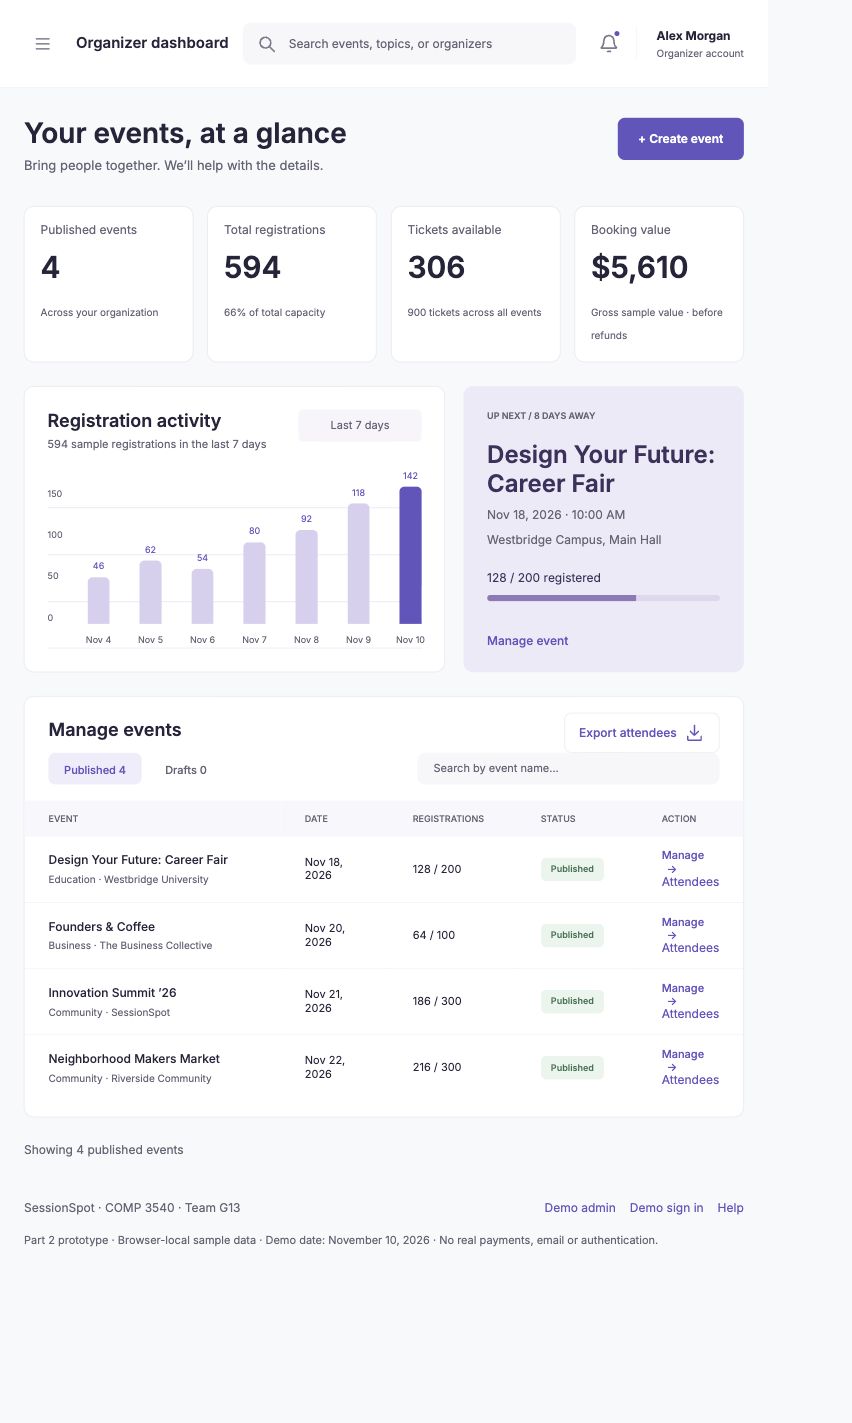 Organizer dashboard
Search events, topics, or organizers
Alex Morgan
Organizer account
Your events, at a glance
Bring people together. We’ll help with the details.
+ Create event
Published events
4
Across your organization
Total registrations
594
66% of total capacity
Tickets available
306
900 tickets across all events
Booking value
$5,610
Gross sample value · before
refunds
Registration activity
594 sample registrations in the last 7 days
Last 7 days
150
100
50
0
46
62
54
80
92
118
142
Nov 4
Nov 5
Nov 6
Nov 7
Nov 8
Nov 9
Nov 10
UP NEXT / 8 DAYS AWAY
Design Your Future:
Career Fair
Nov 18, 2026 · 10:00 AM
Westbridge Campus, Main Hall
128 / 200 registered
Manage event
Manage events
Export attendees
Published 4
Drafts 0
Search by event name…
EVENT
DATE
REGISTRATIONS
STATUS
ACTION
Design Your Future: Career Fair
Education · Westbridge University
Nov 18,
2026
128 / 200
Published
Manage
→
Attendees
Founders & Coffee
Business · The Business Collective
Nov 20,
2026
64 / 100
Published
Manage
→
Attendees
Innovation Summit ’26
Community · SessionSpot
Nov 21,
2026
186 / 300
Published
Manage
→
Attendees
Neighborhood Makers Market
Community · Riverside Community
Nov 22,
2026
216 / 300
Published
Manage
→
Attendees
Showing 4 published events
SessionSpot · COMP 3540 · Team G13
Demo admin
Demo sign in
Help
Part 2 prototype · Browser-local sample data · Demo date: November 10, 2026 · No real payments, email or authentication.